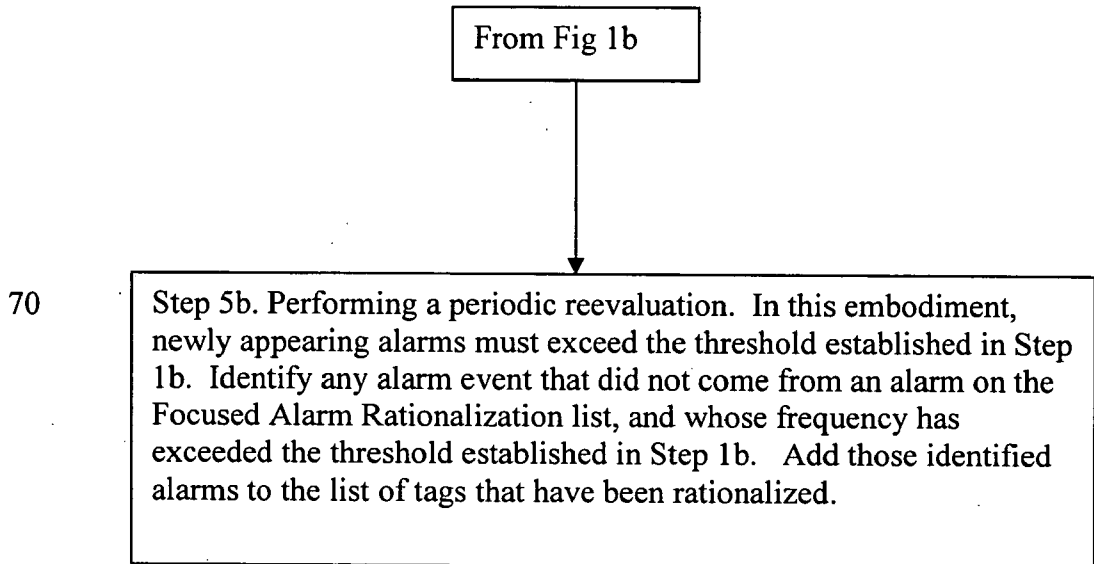 From Fig 1b
70
Step 5b. Performing a periodic reevaluation. In this embodiment,
newly appearing alarms must exceed the threshold established in Step
1b. Identify any alarm event that did not come from an alarm on the
Focused Alarm Rationalization list, and whose frequency has
exceeded the threshold established in Step 1b. Add those identified
alarms to the list of tags that have been rationalized.